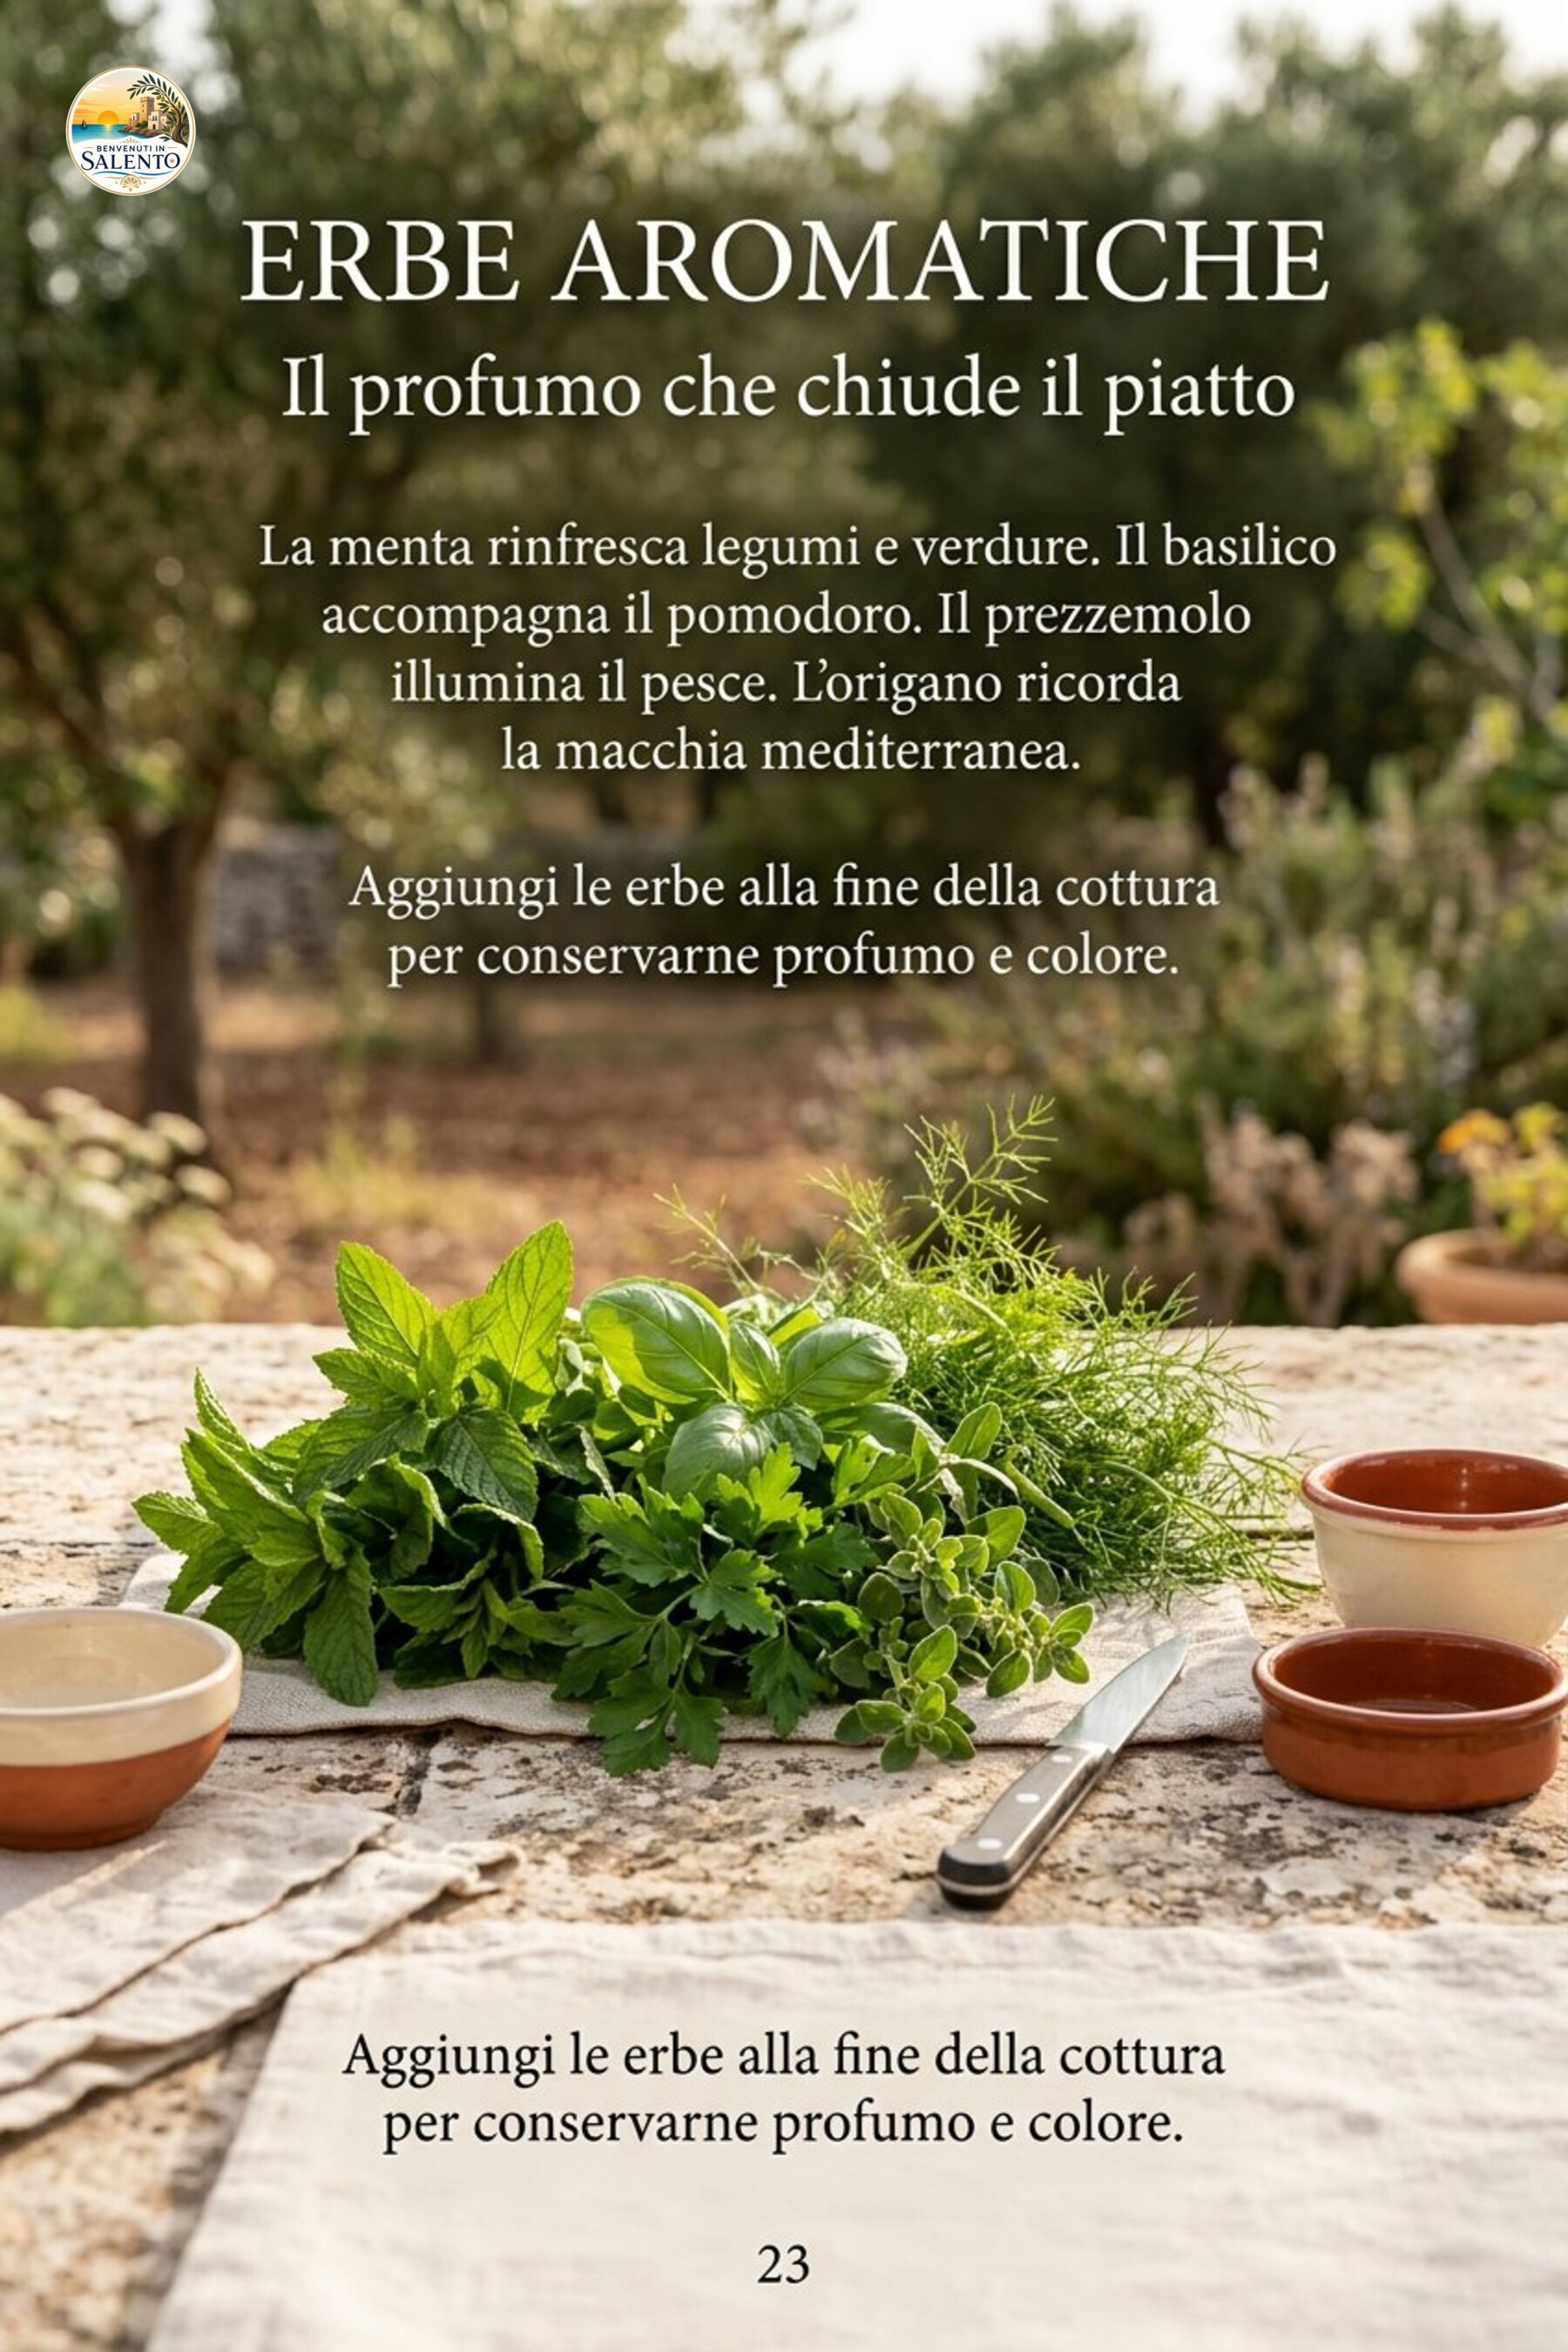 BENVENUTI IN
SALENTO
ERBE AROMATICHE
Il profumo che chiude il piatto
La menta rinfresca legumi e verdure. Il basilico
accompagna il pomodoro. Il prezzemolo
illumina il pesce. L’origano ricorda
la macchia mediterranea.
Aggiungi le erbe alla fine della cottura
per conservarne profumo e colore.
Aggiungi le erbe alla fine della cottura
per conservarne profumo e colore.
23